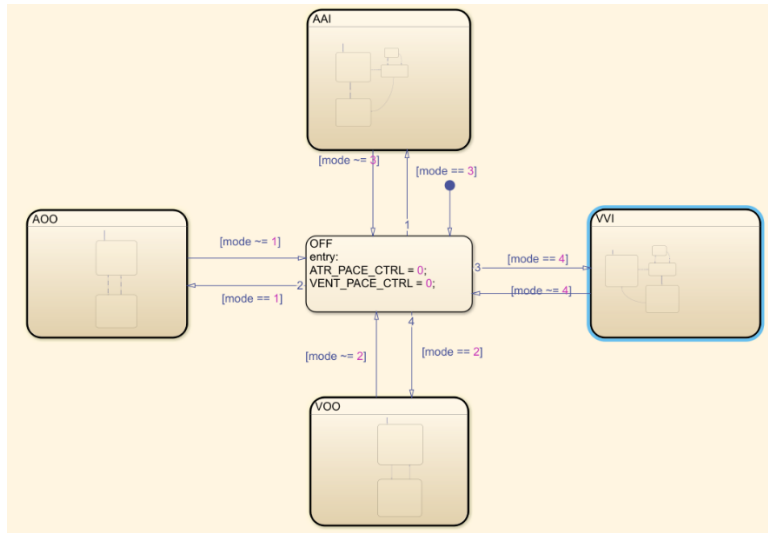 AAI
[mode ~= 3]
[mode == 3]
1
AOO
[mode ~= 1]
2
[mode == 1]
OFF
entry:
ATR_PACE_CTRL = 0;
VENT_PACE_CTRL = 0;
VVI
3
[mode == 4]
[mode ~= 4]
4
[mode ~= 2]
[mode == 2]
VOO